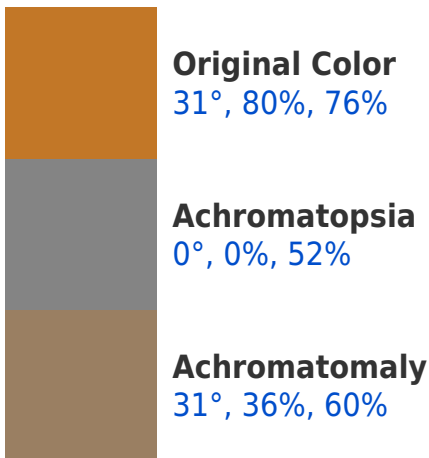 Original Color
31°, 80%, 76%
Achromatopsia
0°, 0%, 52%
Achromatomaly
31°, 36%, 60%